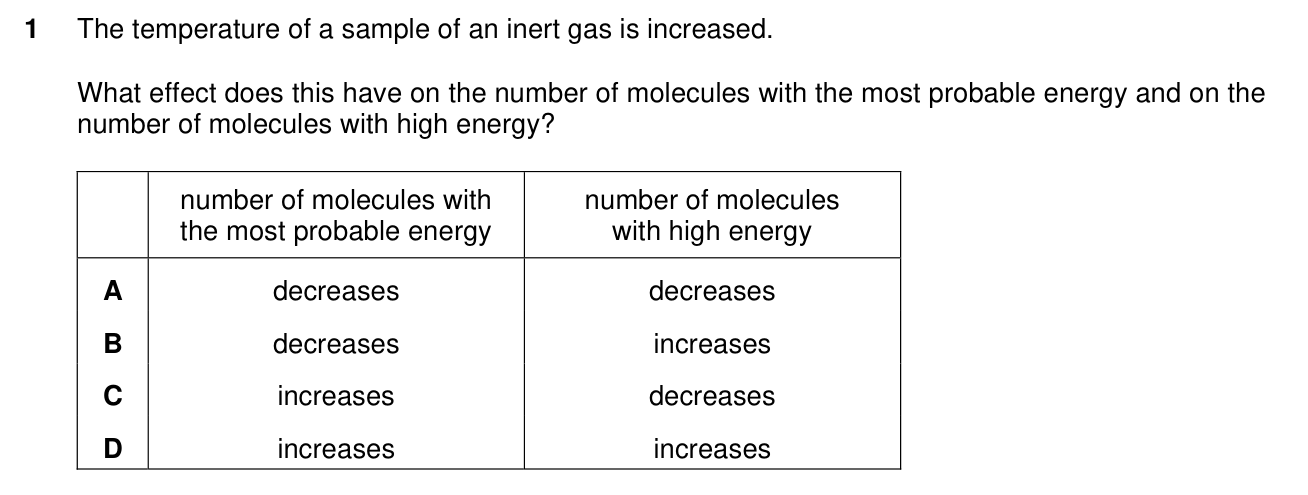 1 The temperature of a sample of an inert gas is increased.
What effect does this have on the number of molecules with the most probable energy and on the
number of molecules with high energy?
number of molecules with
the most probable energy
number of molecules
with high energy
A decreases decreases
B decreases increases
C increases decreases
D increases increases